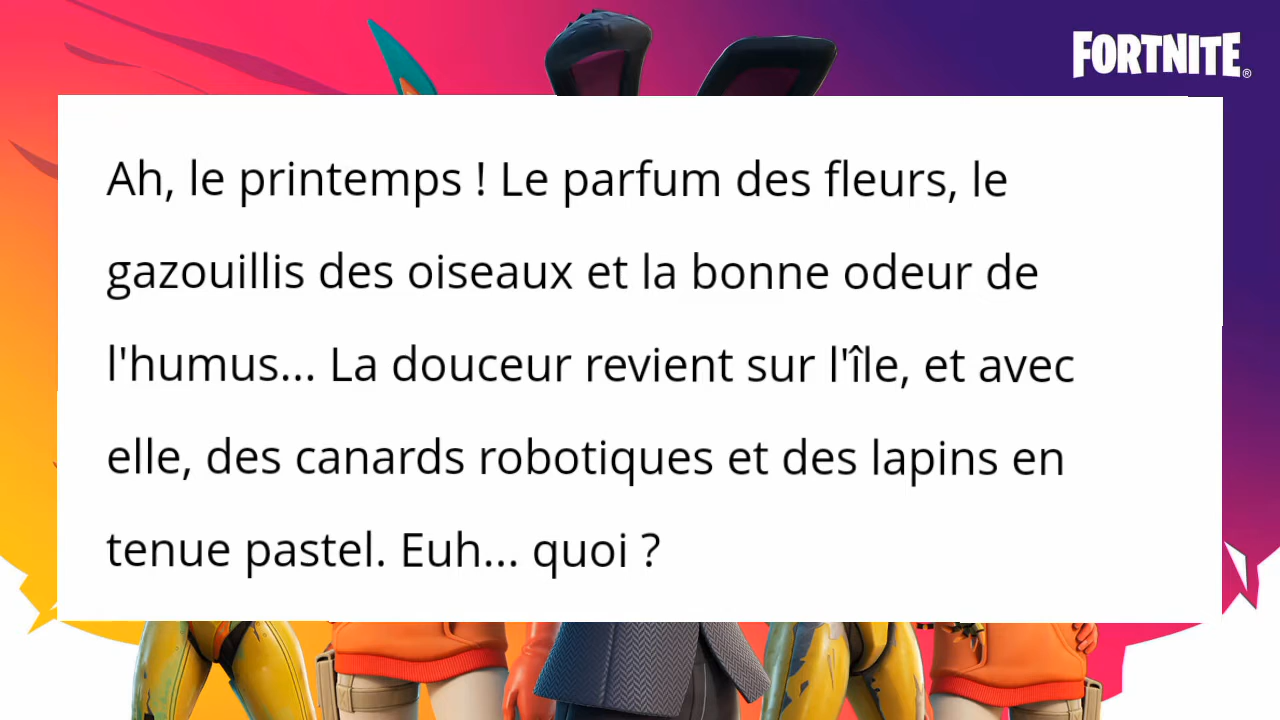 FORTNITE®
Ah, le printemps ! Le parfum des fleurs, le
gazouillis des oiseaux et la bonne odeur de
l'humus... La douceur revient sur l'île, et avec
elle, des canards robotiques et des lapins en
tenue pastel. Euh... quoi ?